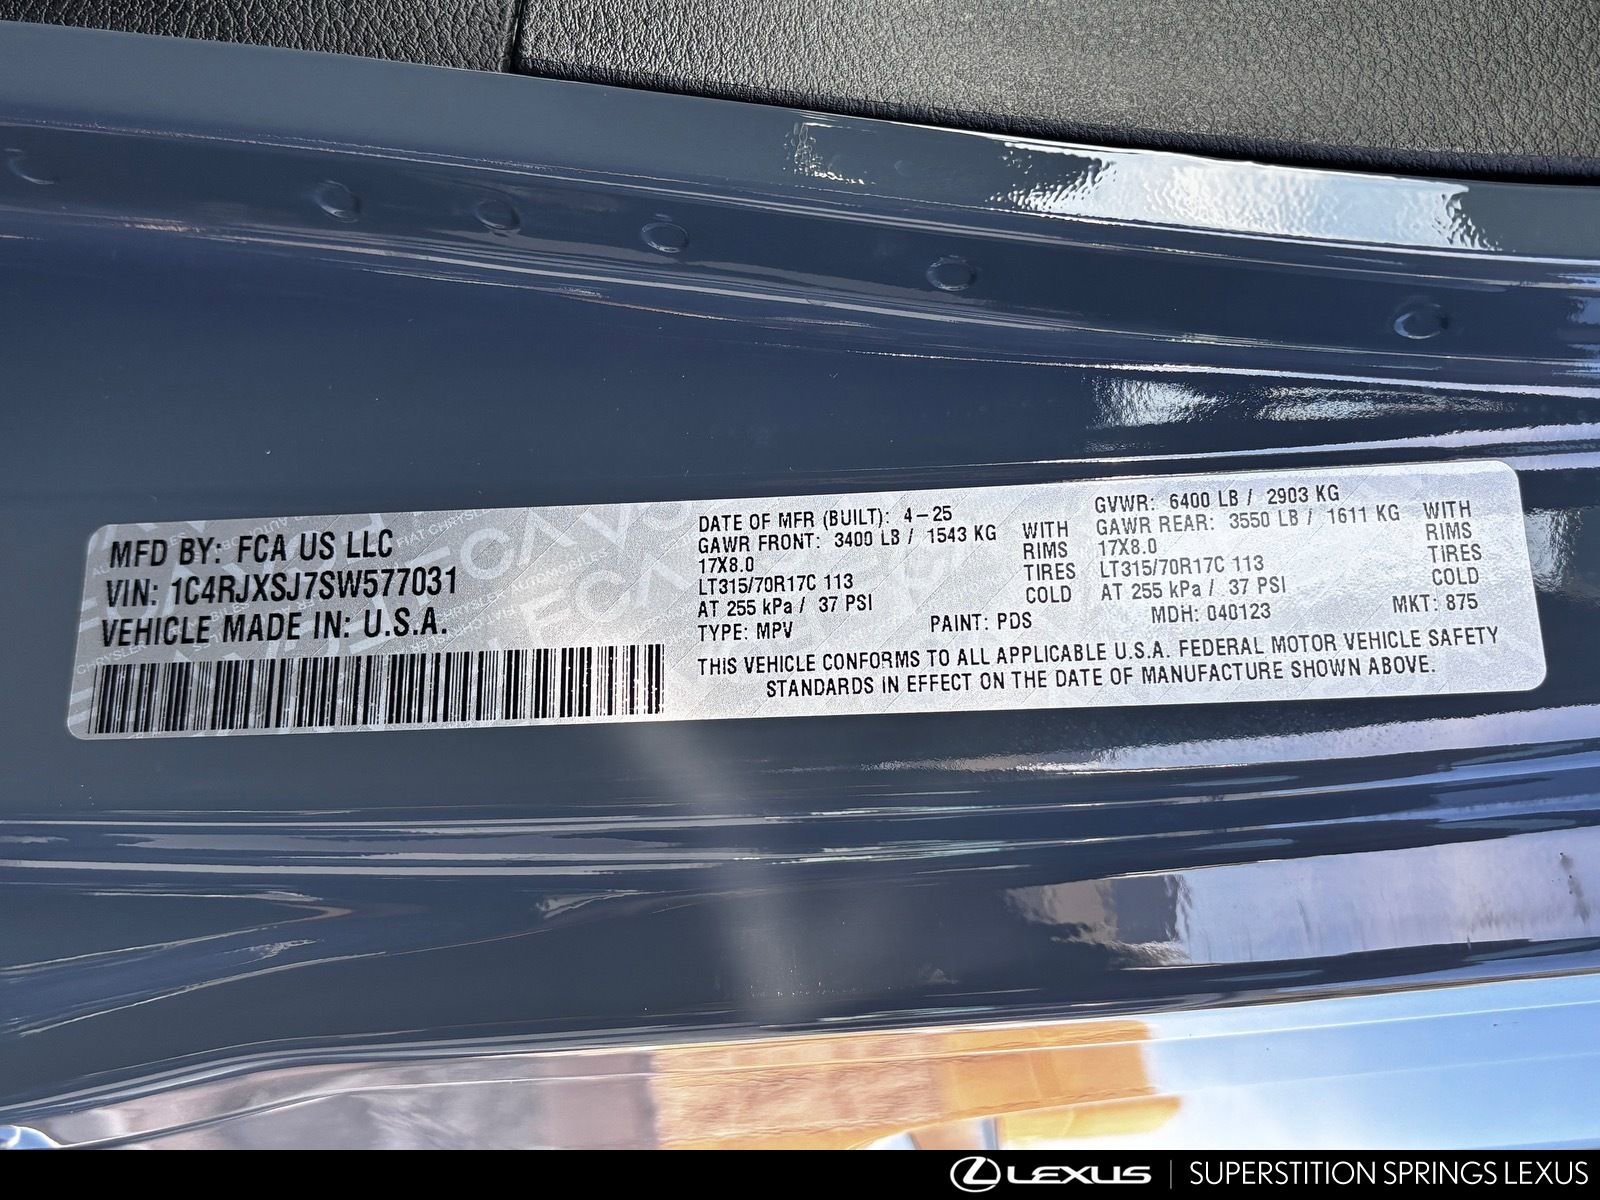 MFD BY: FCA US LLC
VIN: 1C4RJXSJ7SW577031
VEHICLE MADE IN: U.S.A.
DATE OF MFR (BUILT): 4-25
GAWR FRONT: 3400 LB / 1543 KG
17X8.0
LT315/70R17C 113
AT 255 kPa / 37 PSI
TYPE: MPV
WITH
RIMS
TIRES
COLD
PAINT: PDS
GVWR: 6400 LB / 2903 KG
GAWR REAR: 3550 LB / 1611 KG
17X8.0
LT315/70R17C 113
AT 255 kPa / 37 PSI
MDH: 040123
WITH
RIMS
TIRES
COLD
MKT: 875
THIS VEHICLE CONFORMS TO ALL APPLICABLE U.S.A. FEDERAL MOTOR VEHICLE SAFETY
STANDARDS IN EFFECT ON THE DATE OF MANUFACTURE SHOWN ABOVE.
LEXUS | SUPERSTITION SPRINGS LEXUS